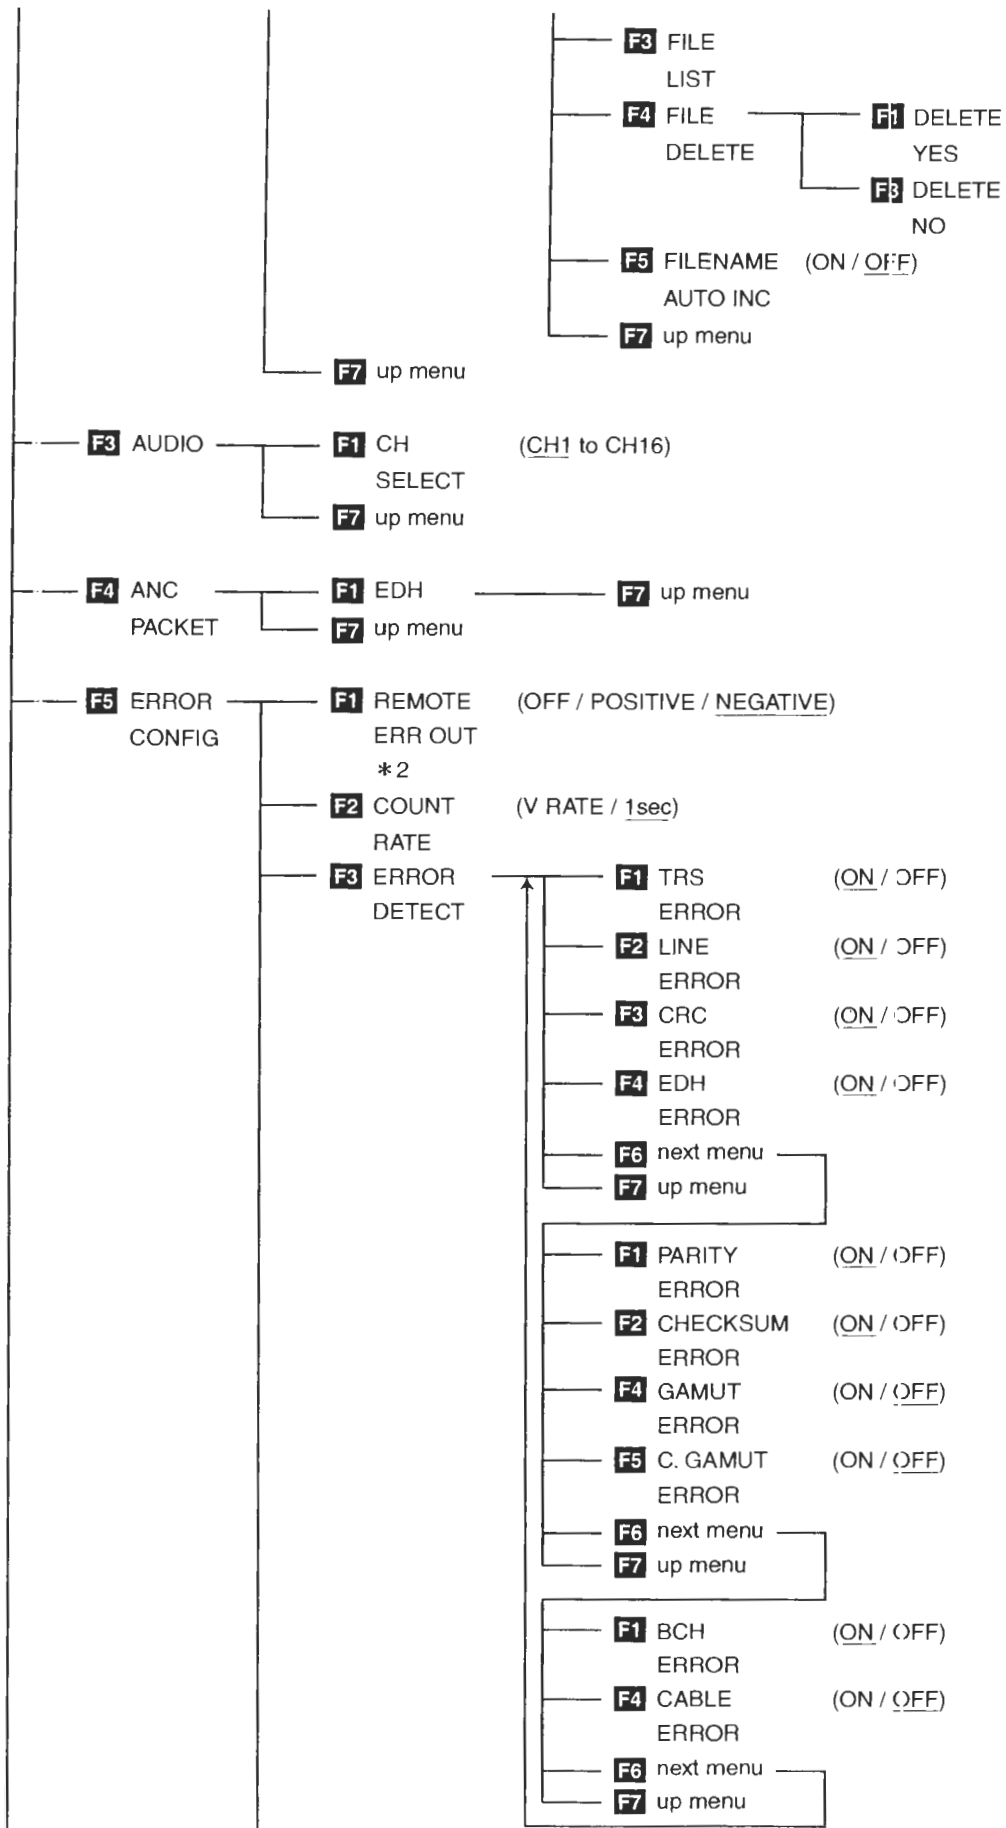 F3 FILE
LIST
F4 FILE F1 DELETE
DELETE YES
F3 DELETE
NO
F5 FILENAME (ON / OFF)
AUTO INC
F7 up menu
F7 up menu
F3 AUDIO F1 CH (CH1 to CH16)
SELECT
F7 up menu
F4 ANC F1 EDH F7 up menu
PACKET F7 up menu
F5 ERROR F1 REMOTE (OFF / POSITIVE / NEGATIVE)
CONFIG ERR OUT
*2
F2 COUNT (V RATE / 1sec)
RATE
F3 ERROR F1 TRS (ON / OFF)
DETECT ERROR
F2 LINE (ON / OFF)
ERROR
F3 CRC (ON / OFF)
ERROR
F4 EDH (ON / OFF)
ERROR
F6 next menu
F7 up menu
F1 PARITY (ON / OFF)
ERROR
F2 CHECKSUM (ON / OFF)
ERROR
F4 GAMUT (ON / OFF)
ERROR
F5 C. GAMUT (ON / OFF)
ERROR
F6 next menu
F7 up menu
F1 BCH (ON / OFF)
ERROR
F4 CABLE (ON / OFF)
ERROR
F6 next menu
F7 up menu